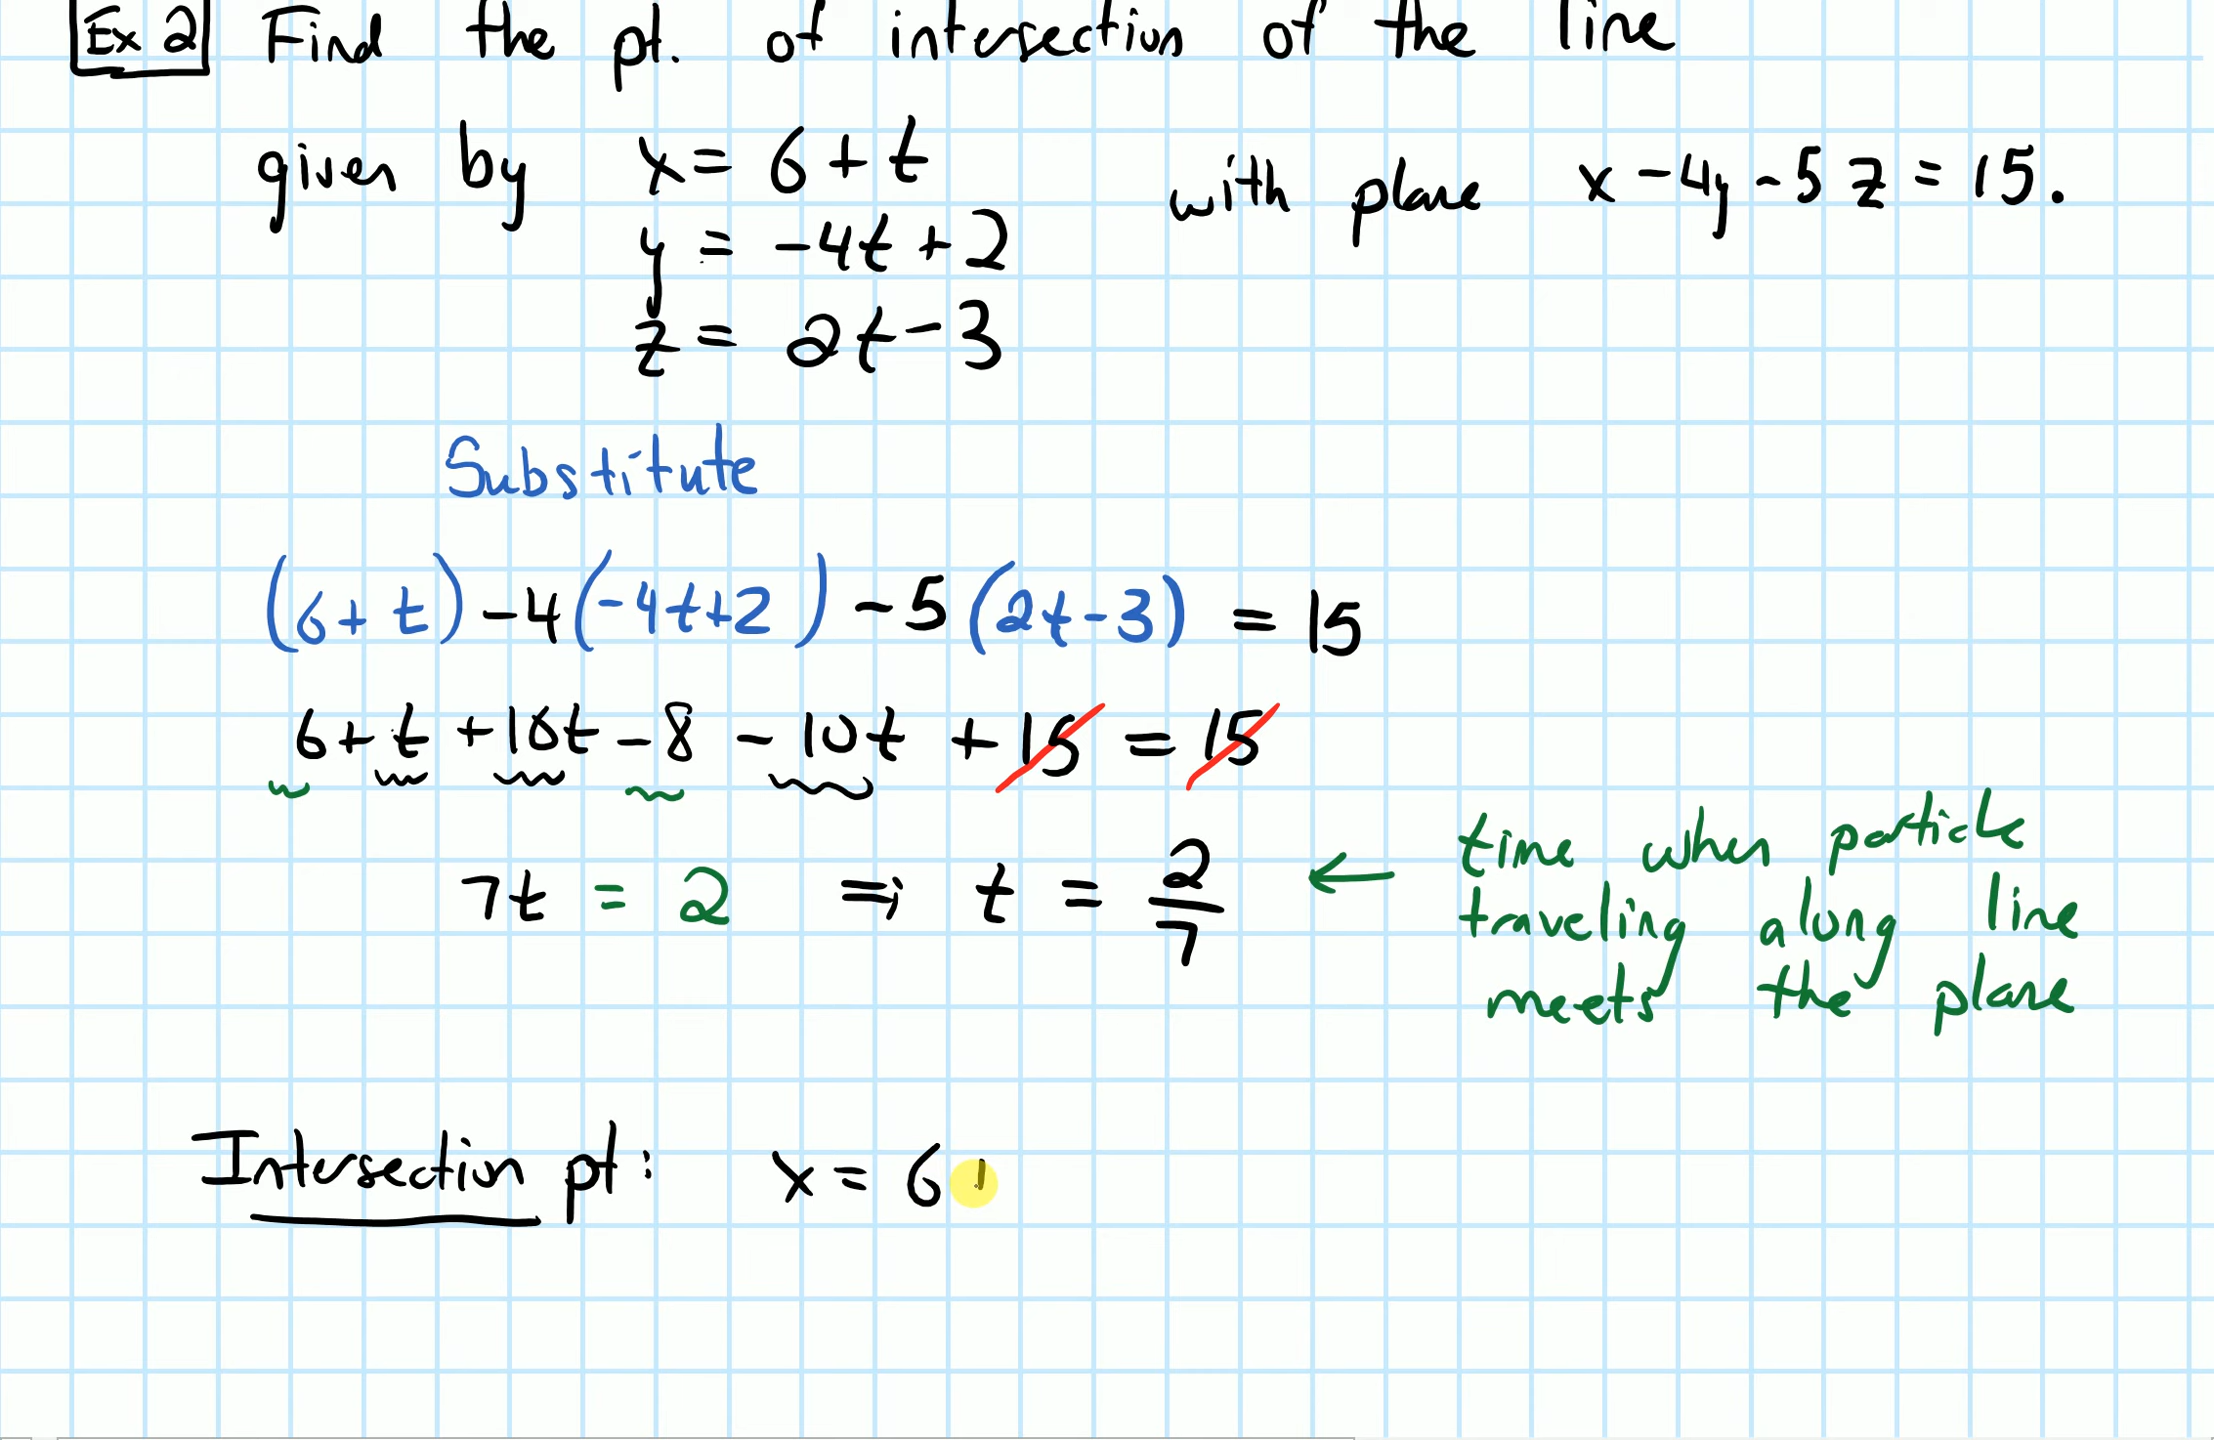 Ex 2 Find the pt. of intersection of the line
given by x = 6 + t with plane x - 4y - 5z = 15.
y = -4t + 2
z = 2t - 3
Substitute
(6 + t) - 4(-4t + 2) - 5(2t - 3) = 15
6 + t + 16t - 8 - 10t + 15 = 15
7t = 2 ⇒ t = 2/7 ← time when particle
traveling along line
meets the plane
Intersection pt: x = 6